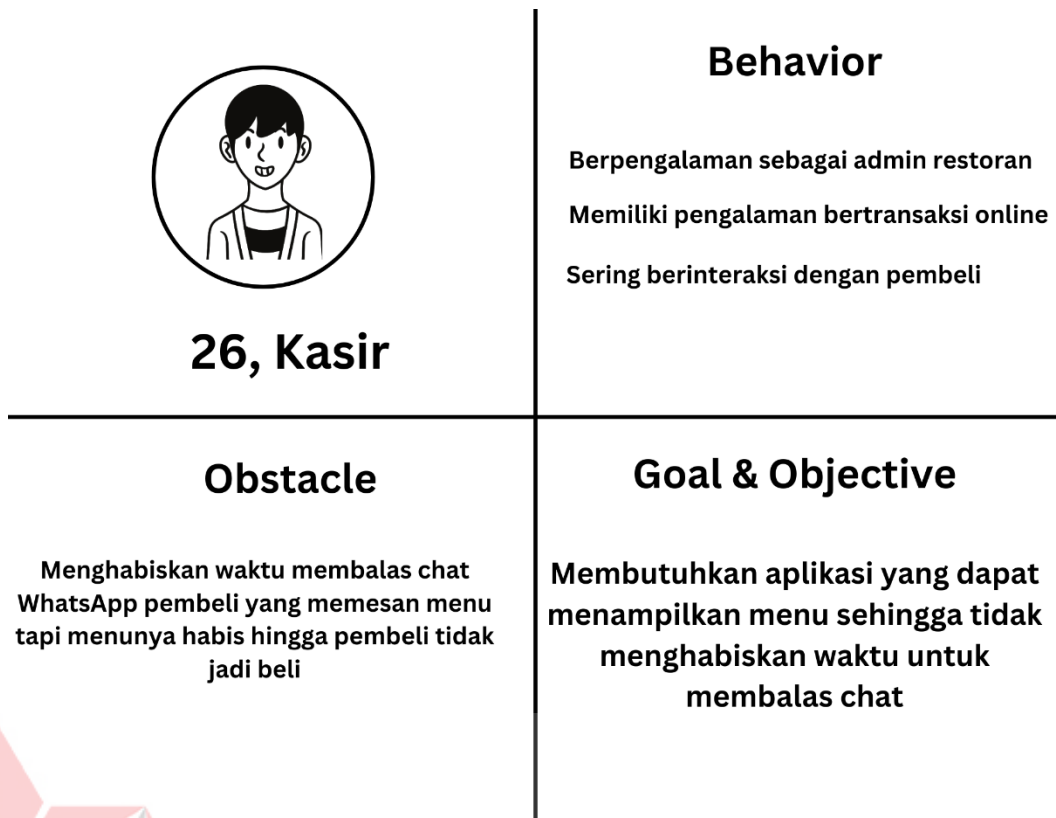 26, Kasir
Behavior
Berpengalaman sebagai admin restoran
Memiliki pengalaman bertransaksi online
Sering berinteraksi dengan pembeli
Obstacle
Menghabiskan waktu membalas chat
WhatsApp pembeli yang memesan menu
tapi menunya habis hingga pembeli tidak
jadi beli
Goal & Objective
Membutuhkan aplikasi yang dapat
menampilkan menu sehingga tidak
menghabiskan waktu untuk
membalas chat